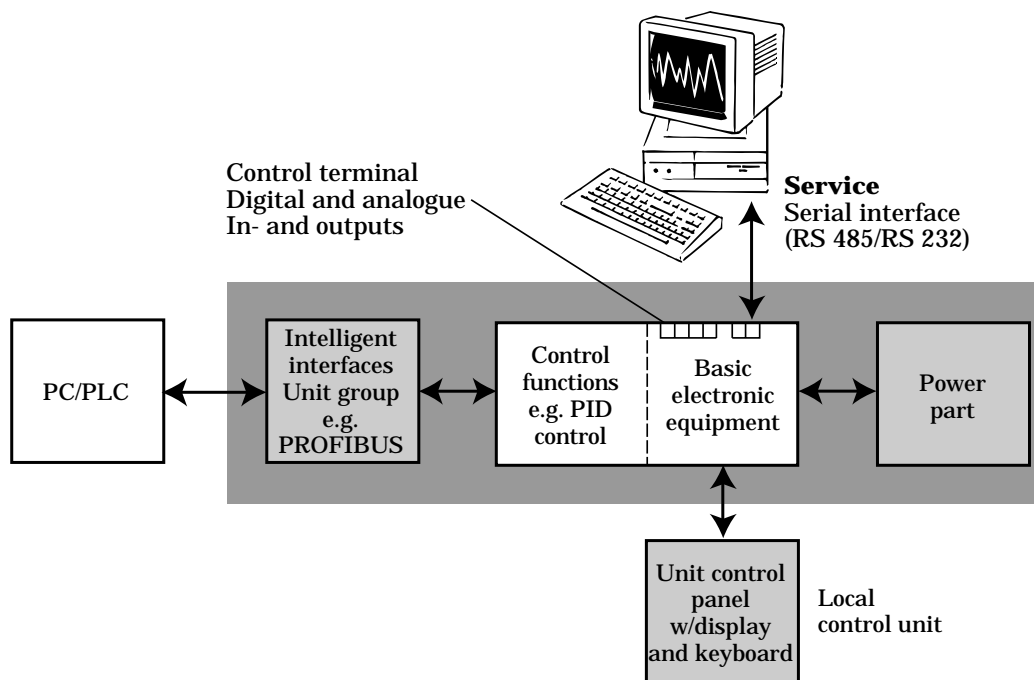 Control terminal
Digital and analogue
In- and outputs
Service
Serial interface
(RS 485/RS 232)
PC/PLC
Intelligent
interfaces
Unit group
e.g.
PROFIBUS
Control
functions
e.g. PID
control
Basic
electronic
equipment
Power
part
Unit control
panel
w/display
and keyboard
Local
control unit